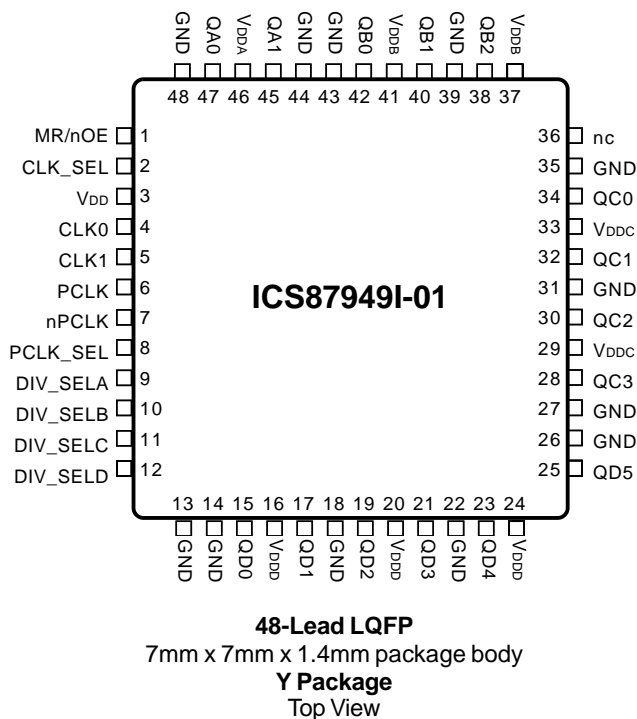 GND QA0 VDDA QA1 GND GND QB0 VDDB QB1 GND QB2 VDDB
48 47 46 45 44 43 42 41 40 39 38 37
MR/nOE 1
CLK_SEL 2
VDD 3
CLK0 4
CLK1 5
PCLK 6
nPCLK 7
PCLK_SEL 8
DIV_SELA 9
DIV_SELB 10
DIV_SELC 11
DIV_SELD 12
ICS87949I-01
36 nc
35 GND
34 QC0
33 VDDC
32 QC1
31 GND
30 QC2
29 VDDC
28 QC3
27 GND
26 GND
25 QD5
13 14 15 16 17 18 19 20 21 22 23 24
GND GND QD0 VDDD QD1 GND QD2 VDDD QD3 GND QD4 VDDD
48-Lead LQFP
7mm x 7mm x 1.4mm package body
Y Package
Top View